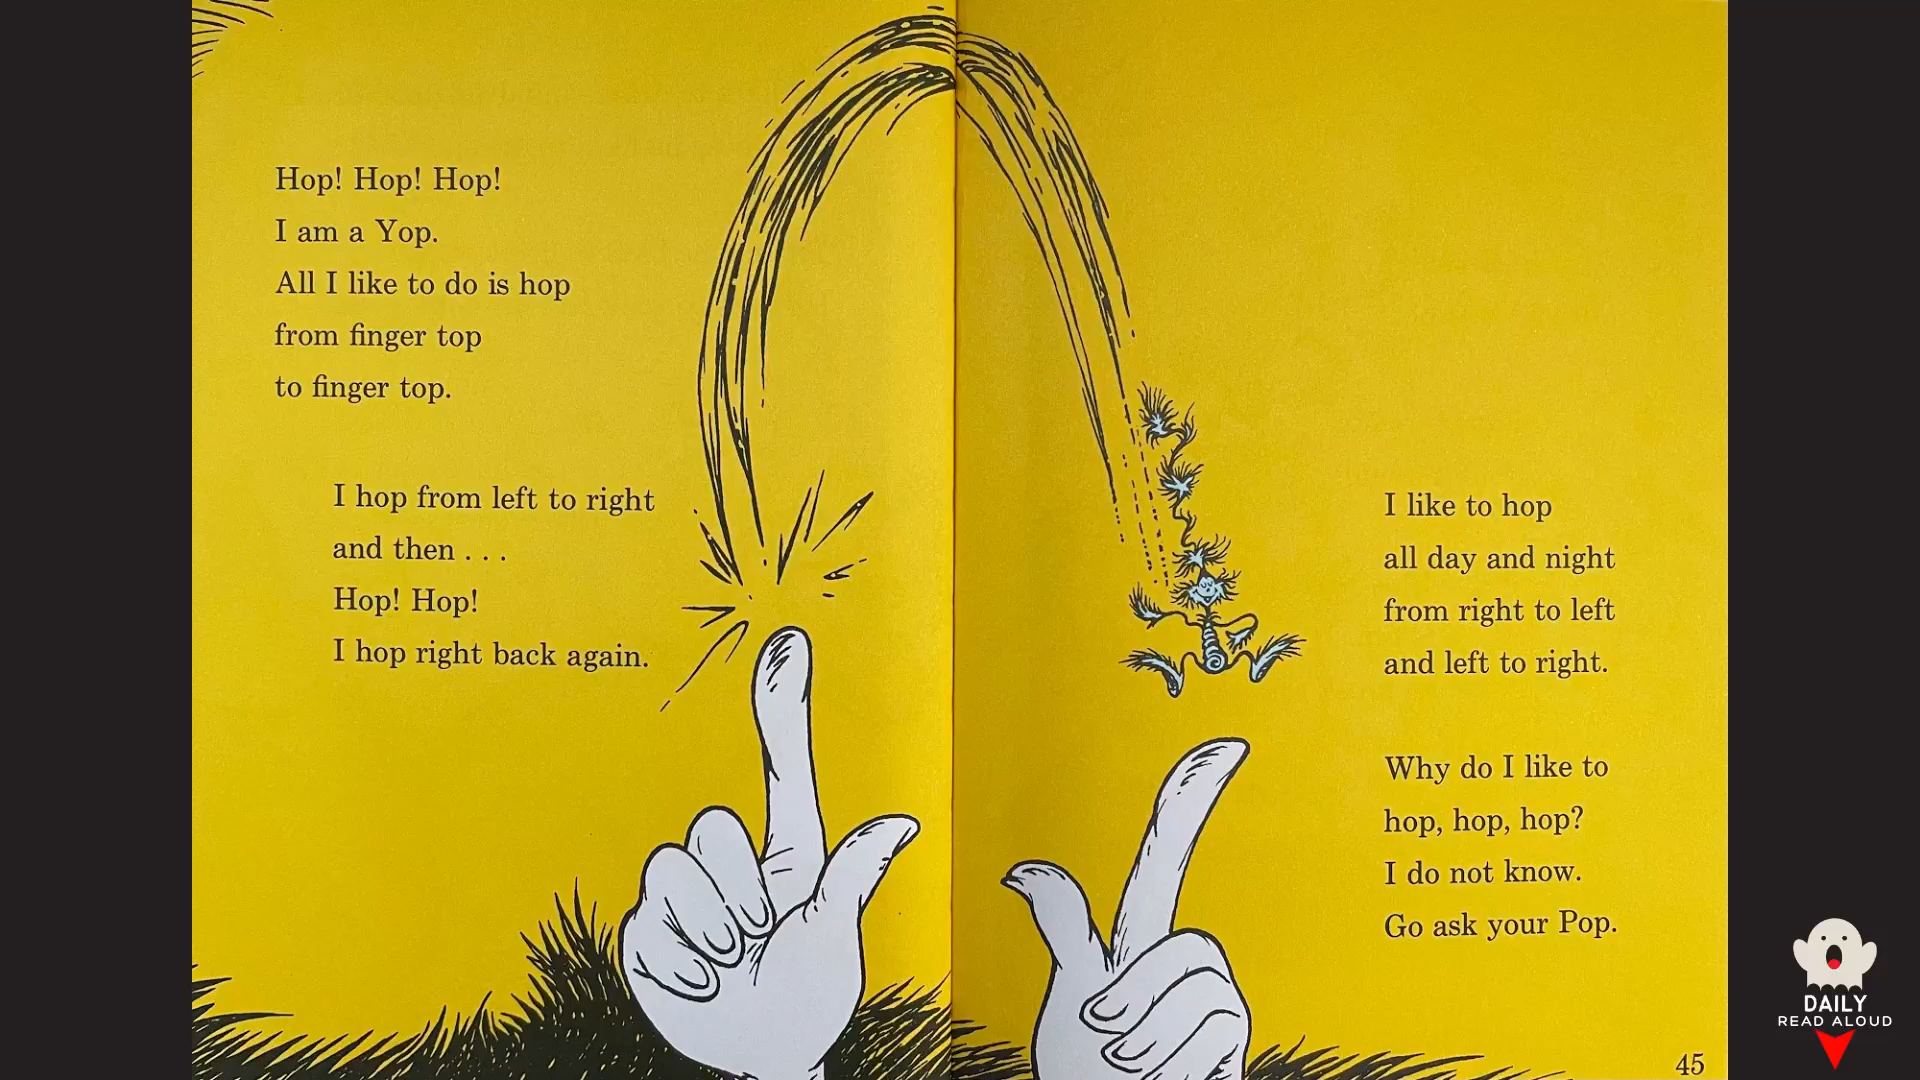 Hop! Hop! Hop!
I am a Yop.
All I like to do is hop
from finger top
to finger top.
I hop from left to right
and then . . .
Hop! Hop!
I hop right back again.
I like to hop
all day and night
from right to left
and left to right.
Why do I like to
hop, hop, hop?
I do not know.
Go ask your Pop.
45
DAILY
READ ALOUD